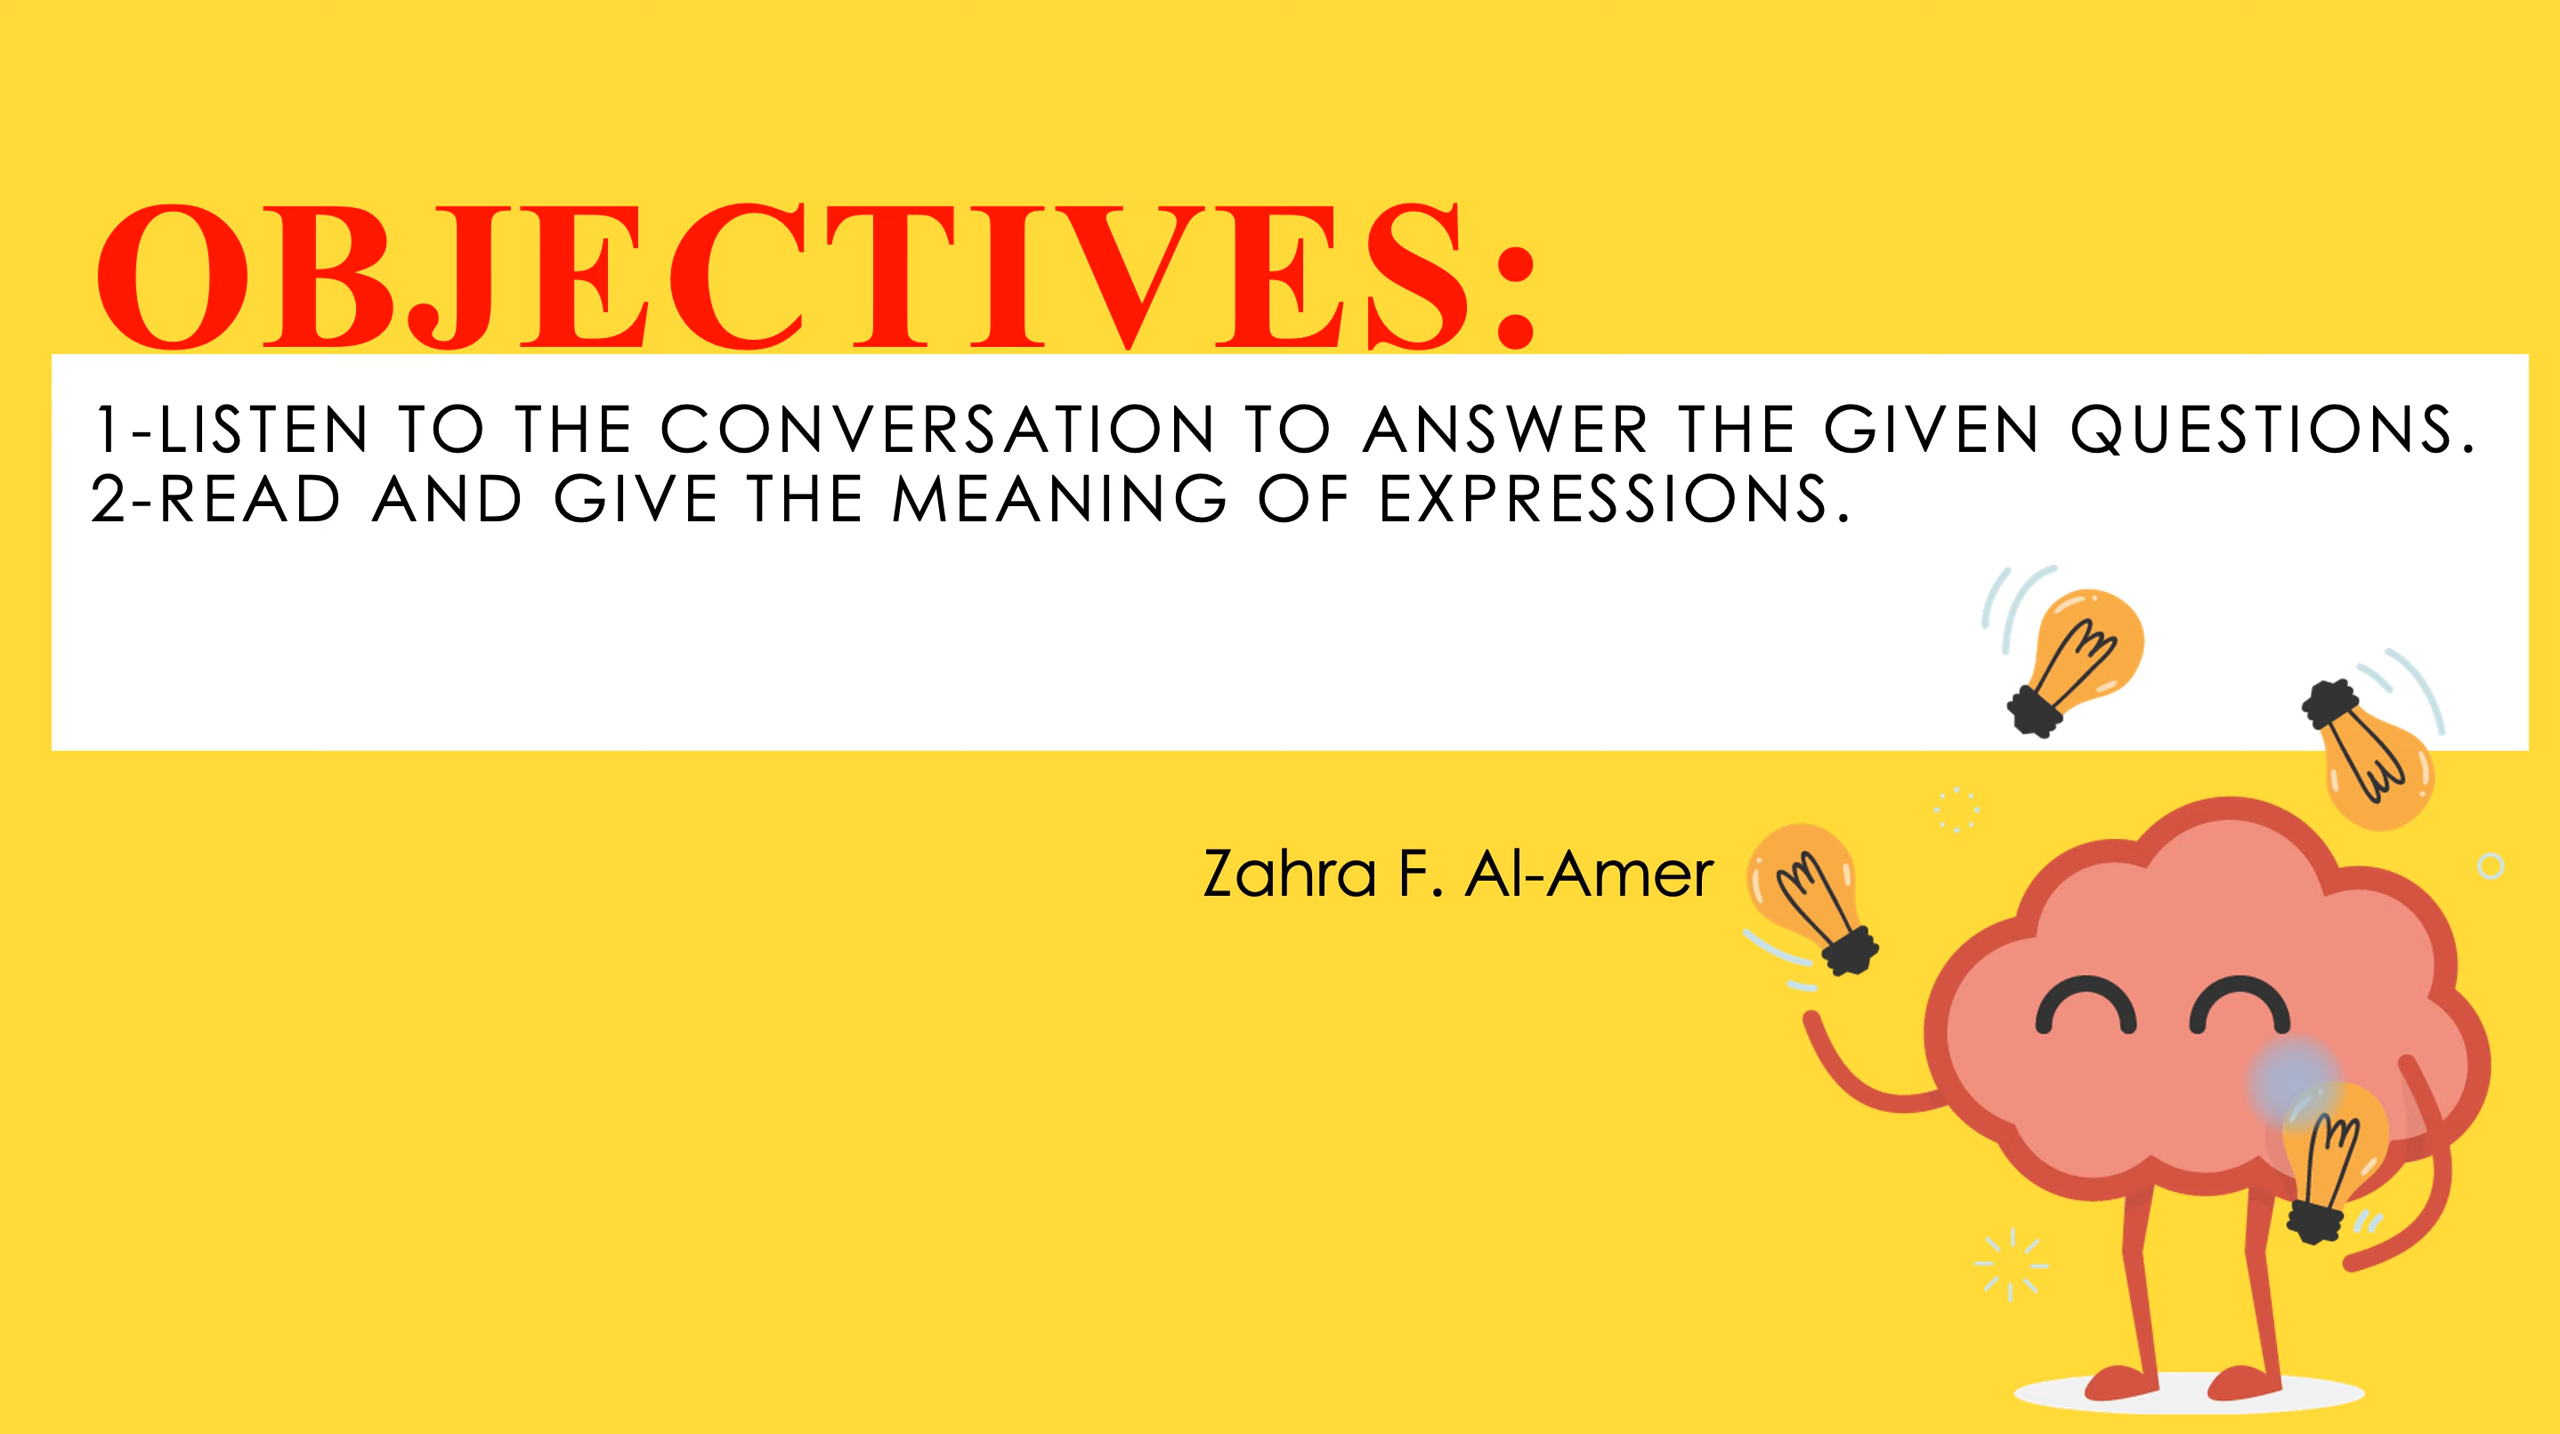 OBJECTIVES:
1-LISTEN TO THE CONVERSATION TO ANSWER THE GIVEN QUESTIONS.
2-READ AND GIVE THE MEANING OF EXPRESSIONS.
Zahra F. Al-Amer